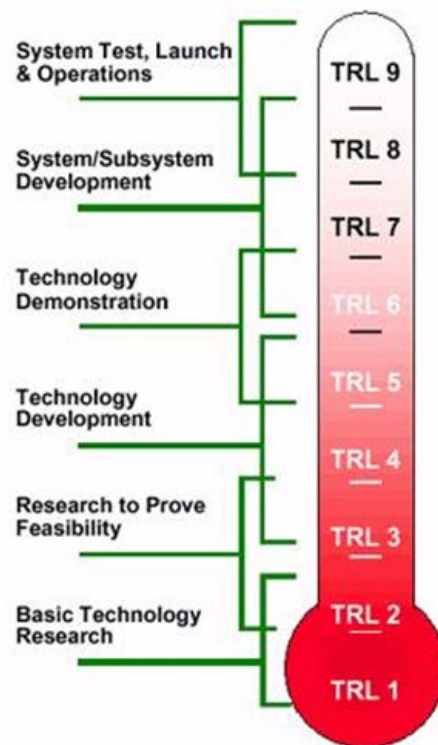 System Test, Launch
& Operations
System/Subsystem
Development
Technology
Demonstration
Technology
Development
Research to Prove
Feasibility
Basic Technology
Research
TRL 9
TRL 8
TRL 7
TRL 6
TRL 5
TRL 4
TRL 3
TRL 2
TRL 1